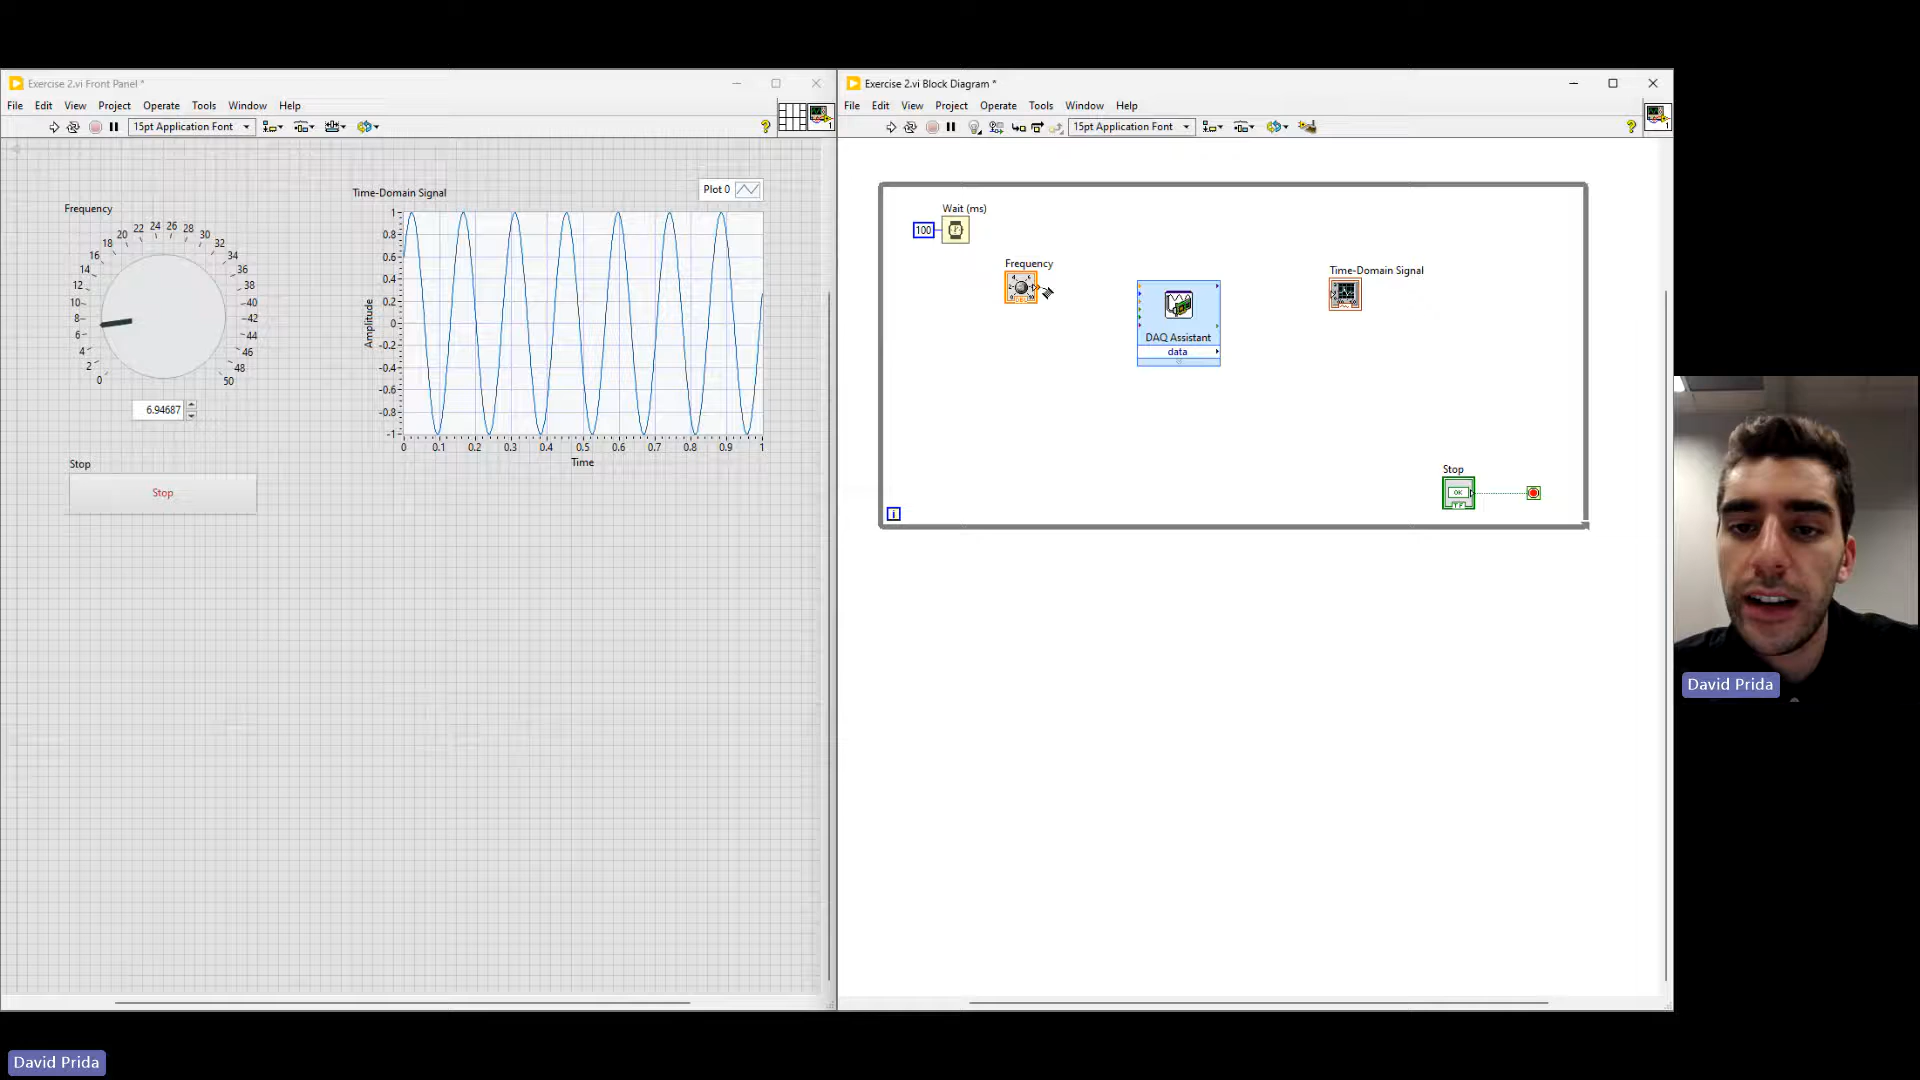 Exercise 2.vi Front Panel *
File Edit View Project Operate Tools Window Help
15pt Application Font
?
1
Frequency
0 2 4 6 8 10 12 14 16 18 20 22 24 26 28 30 32 34 36 38 40 42 44 46 48 50
6.94687
Stop
Stop
Time-Domain Signal
Plot 0
Amplitude
1
0.8
0.6
0.4
0.2
0
-0.2
-0.4
-0.6
-0.8
-1
0 0.1 0.2 0.3 0.4 0.5 0.6 0.7 0.8 0.9 1
Time
Exercise 2.vi Block Diagram *
File Edit View Project Operate Tools Window Help
15pt Application Font
?
1
Wait (ms)
100
Frequency
DAQ Assistant
data
Time-Domain Signal
Stop
OK
TF
i
David Prida
David Prida